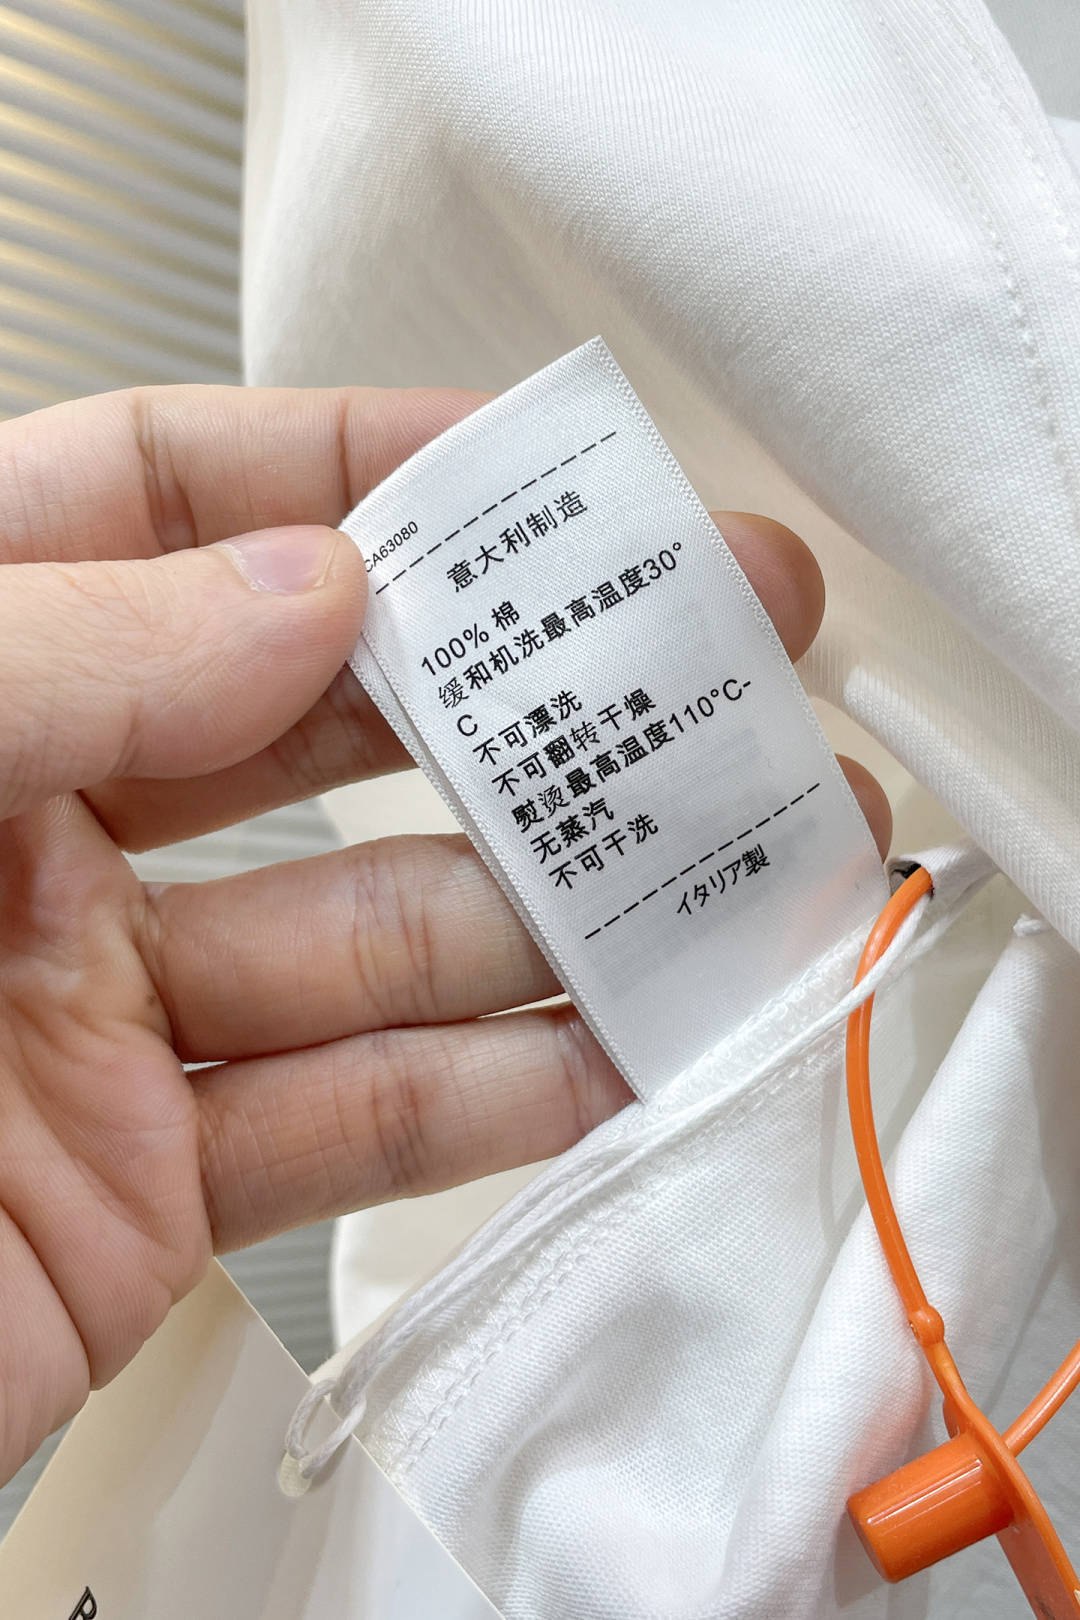 CA63080
意大利制造
100% 棉
缓和机洗最高温度30°
C
不可漂洗
不可翻转干燥
熨烫最高温度110°C-
无蒸汽
不可干洗
イタリア製